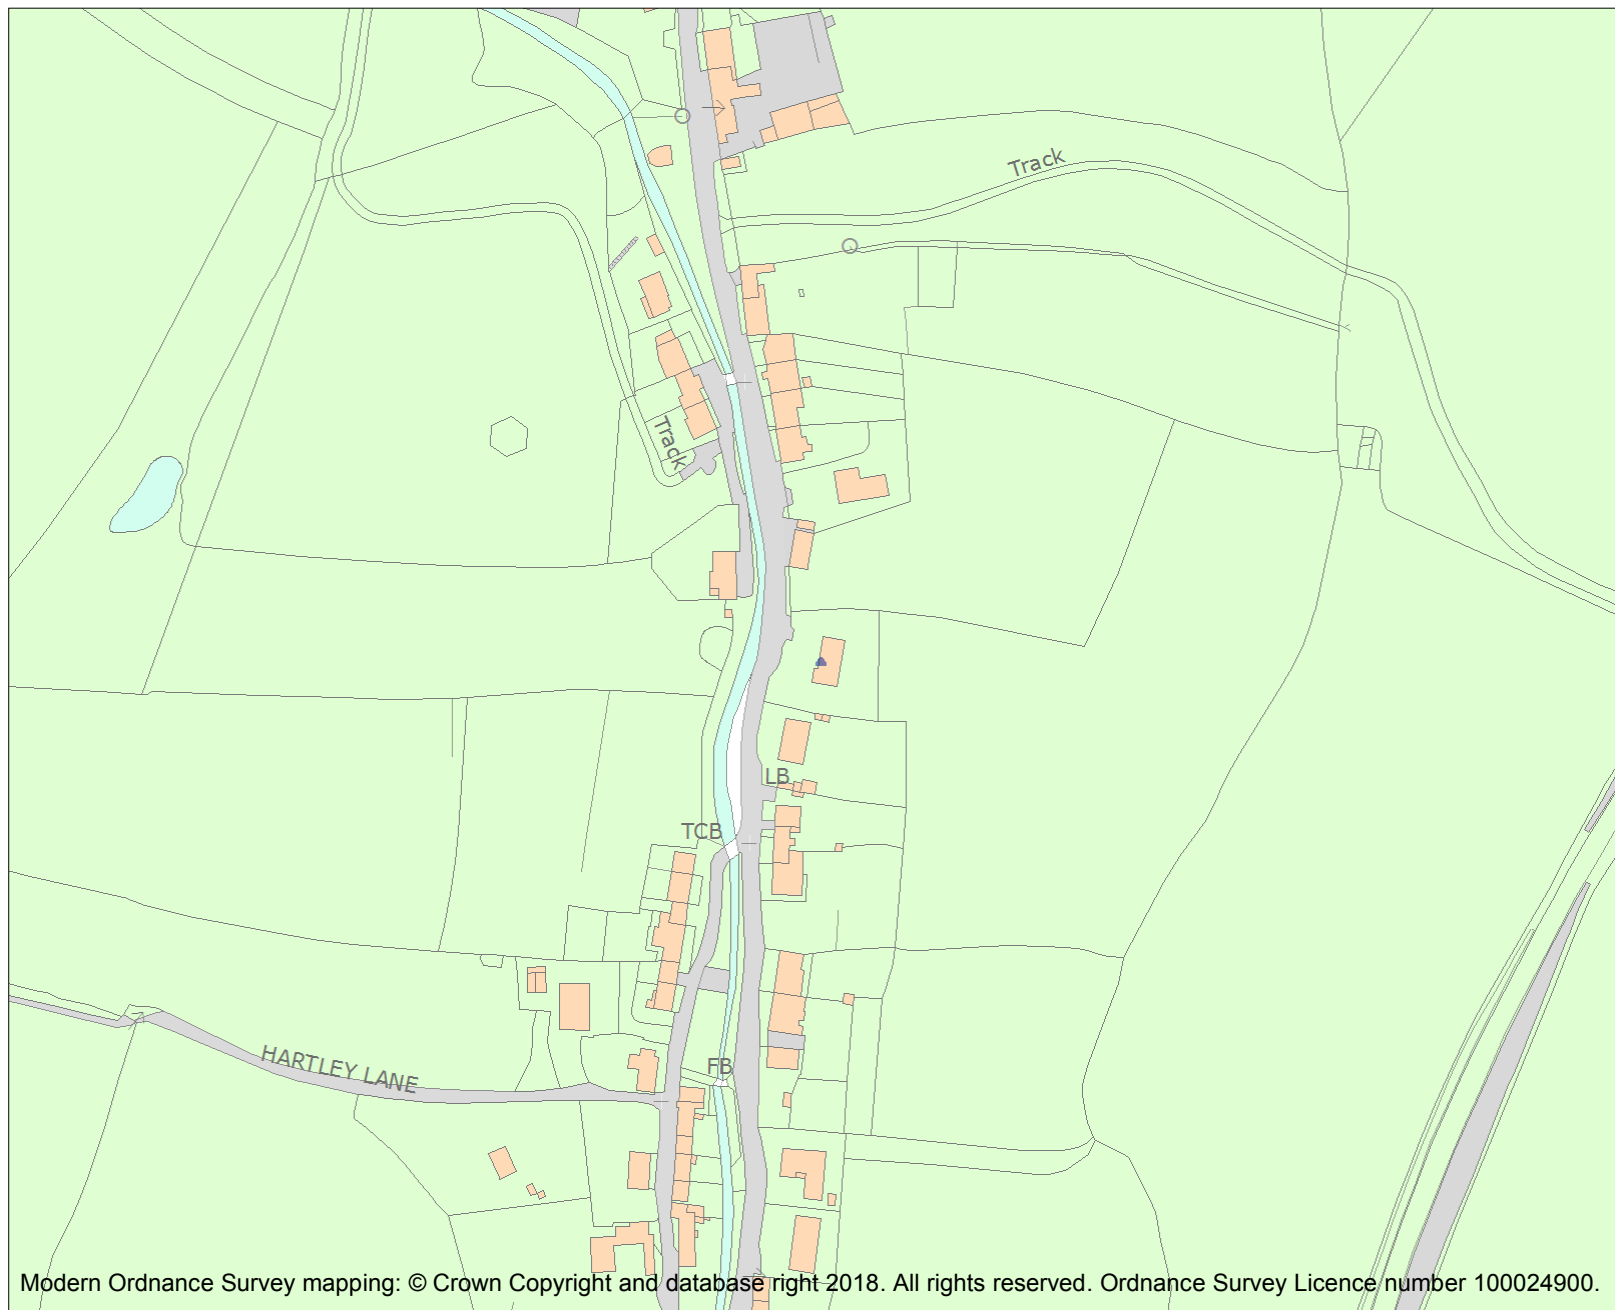 Track
Track
LB
TCB
HARTLEY LANE
FB
Modern Ordnance Survey mapping: © Crown Copyright and database right 2018. All rights reserved. Ordnance Survey Licence number 100024900.